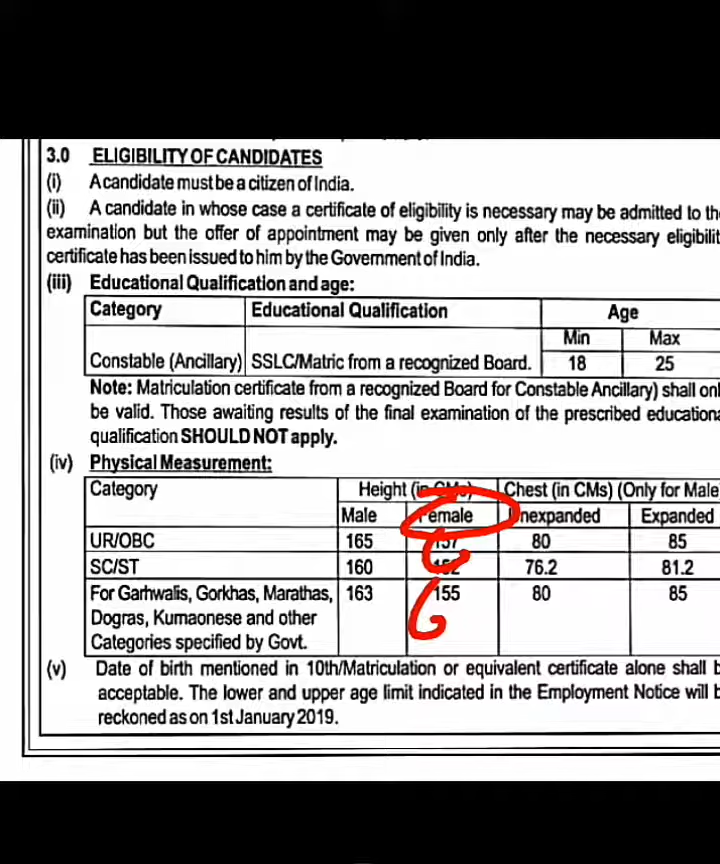 3.0 ELIGIBILITY OF CANDIDATES
(i) A candidate must be a citizen of India.
(ii) A candidate in whose case a certificate of eligibility is necessary may be admitted to the
examination but the offer of appointment may be given only after the necessary eligibilit
certificate has been issued to him by the Government of India.
(iii) Educational Qualification and age:
Category Educational Qualification Age
Min Max
Constable (Ancillary) SSLC/Matric from a recognized Board. 18 25
Note: Matriculation certificate from a recognized Board for Constable Ancillary) shall onl
be valid. Those awaiting results of the final examination of the prescribed educationa
qualification SHOULD NOT apply.
(iv) Physical Measurement:
Category Height (in CMs) Chest (in CMs) (Only for Male)
Male Female Unexpanded Expanded
UR/OBC 165 157 80 85
SC/ST 160 152 76.2 81.2
For Garhwalis, Gorkhas, Marathas, 163 155 80 85
Dogras, Kumaonese and other
Categories specified by Govt.
(v) Date of birth mentioned in 10th/Matriculation or equivalent certificate alone shall b
acceptable. The lower and upper age limit indicated in the Employment Notice will b
reckoned as on 1st January 2019.